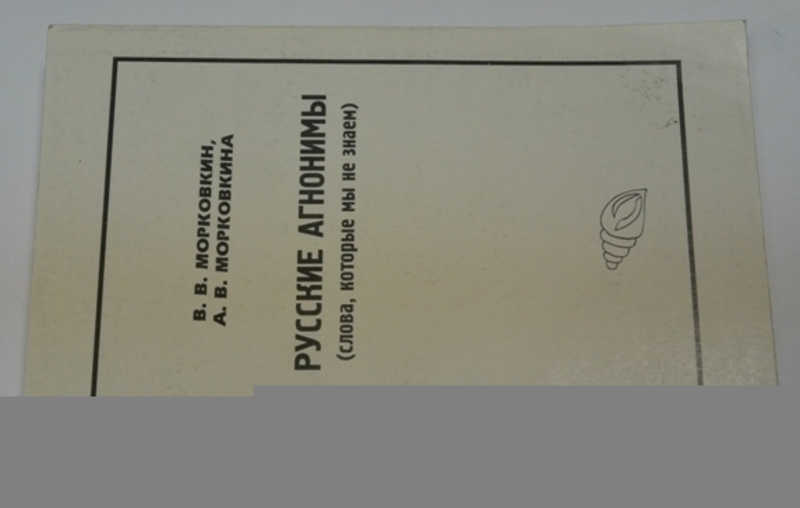 В. В. МОРКОВКИН,
А. В. МОРКОВКИНА
РУССКИЕ АГНОНИМЫ
(слова, которые мы не знаем)